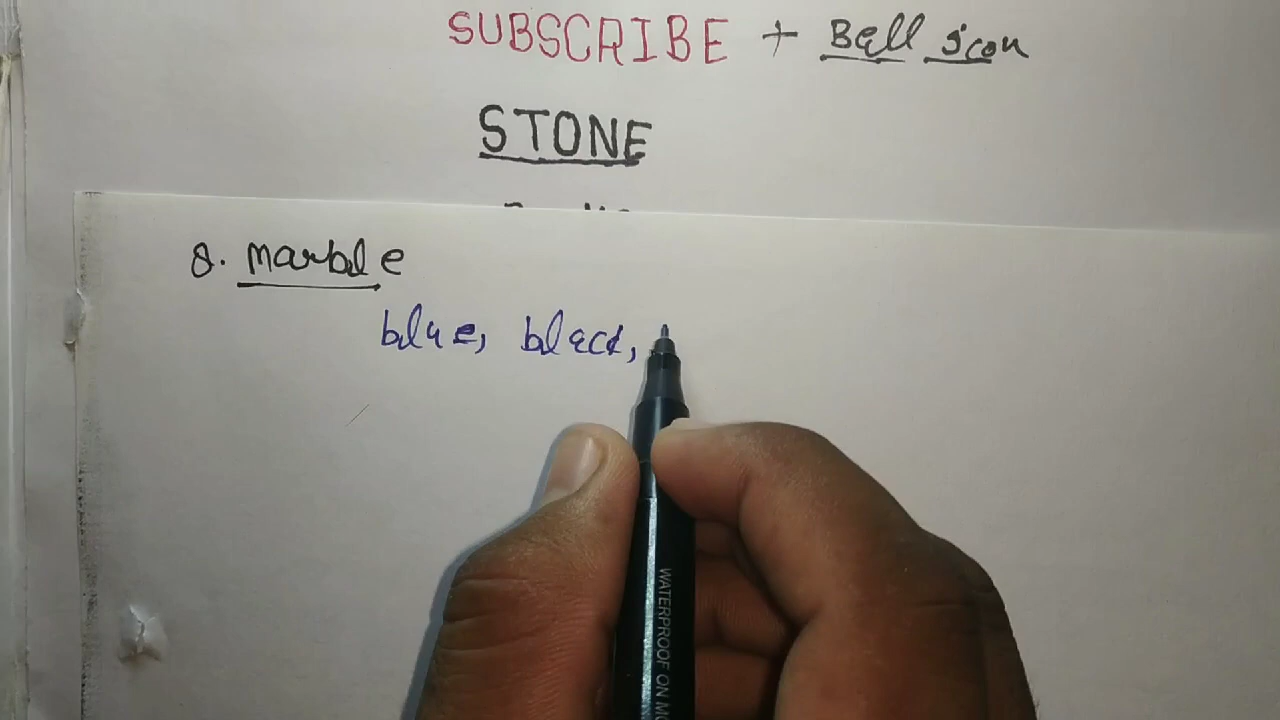 SUBSCRIBE + Bell icon
STONE
8. Marble
blue, black,
WATERPROOF ON